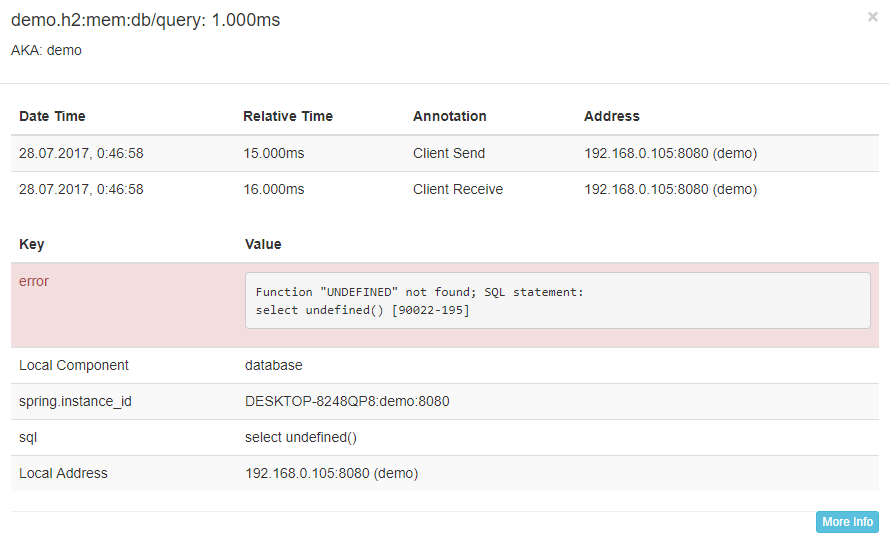 demo.h2:mem:db/query: 1.000ms
×
AKA: demo
Date Time Relative Time Annotation Address
28.07.2017, 0:46:58 15.000ms Client Send 192.168.0.105:8080 (demo)
28.07.2017, 0:46:58 16.000ms Client Receive 192.168.0.105:8080 (demo)
Key Value
error
Function "UNDEFINED" not found; SQL statement:
select undefined() [90022-195]
Local Component database
spring.instance_id DESKTOP-8248QP8:demo:8080
sql select undefined()
Local Address 192.168.0.105:8080 (demo)
More Info